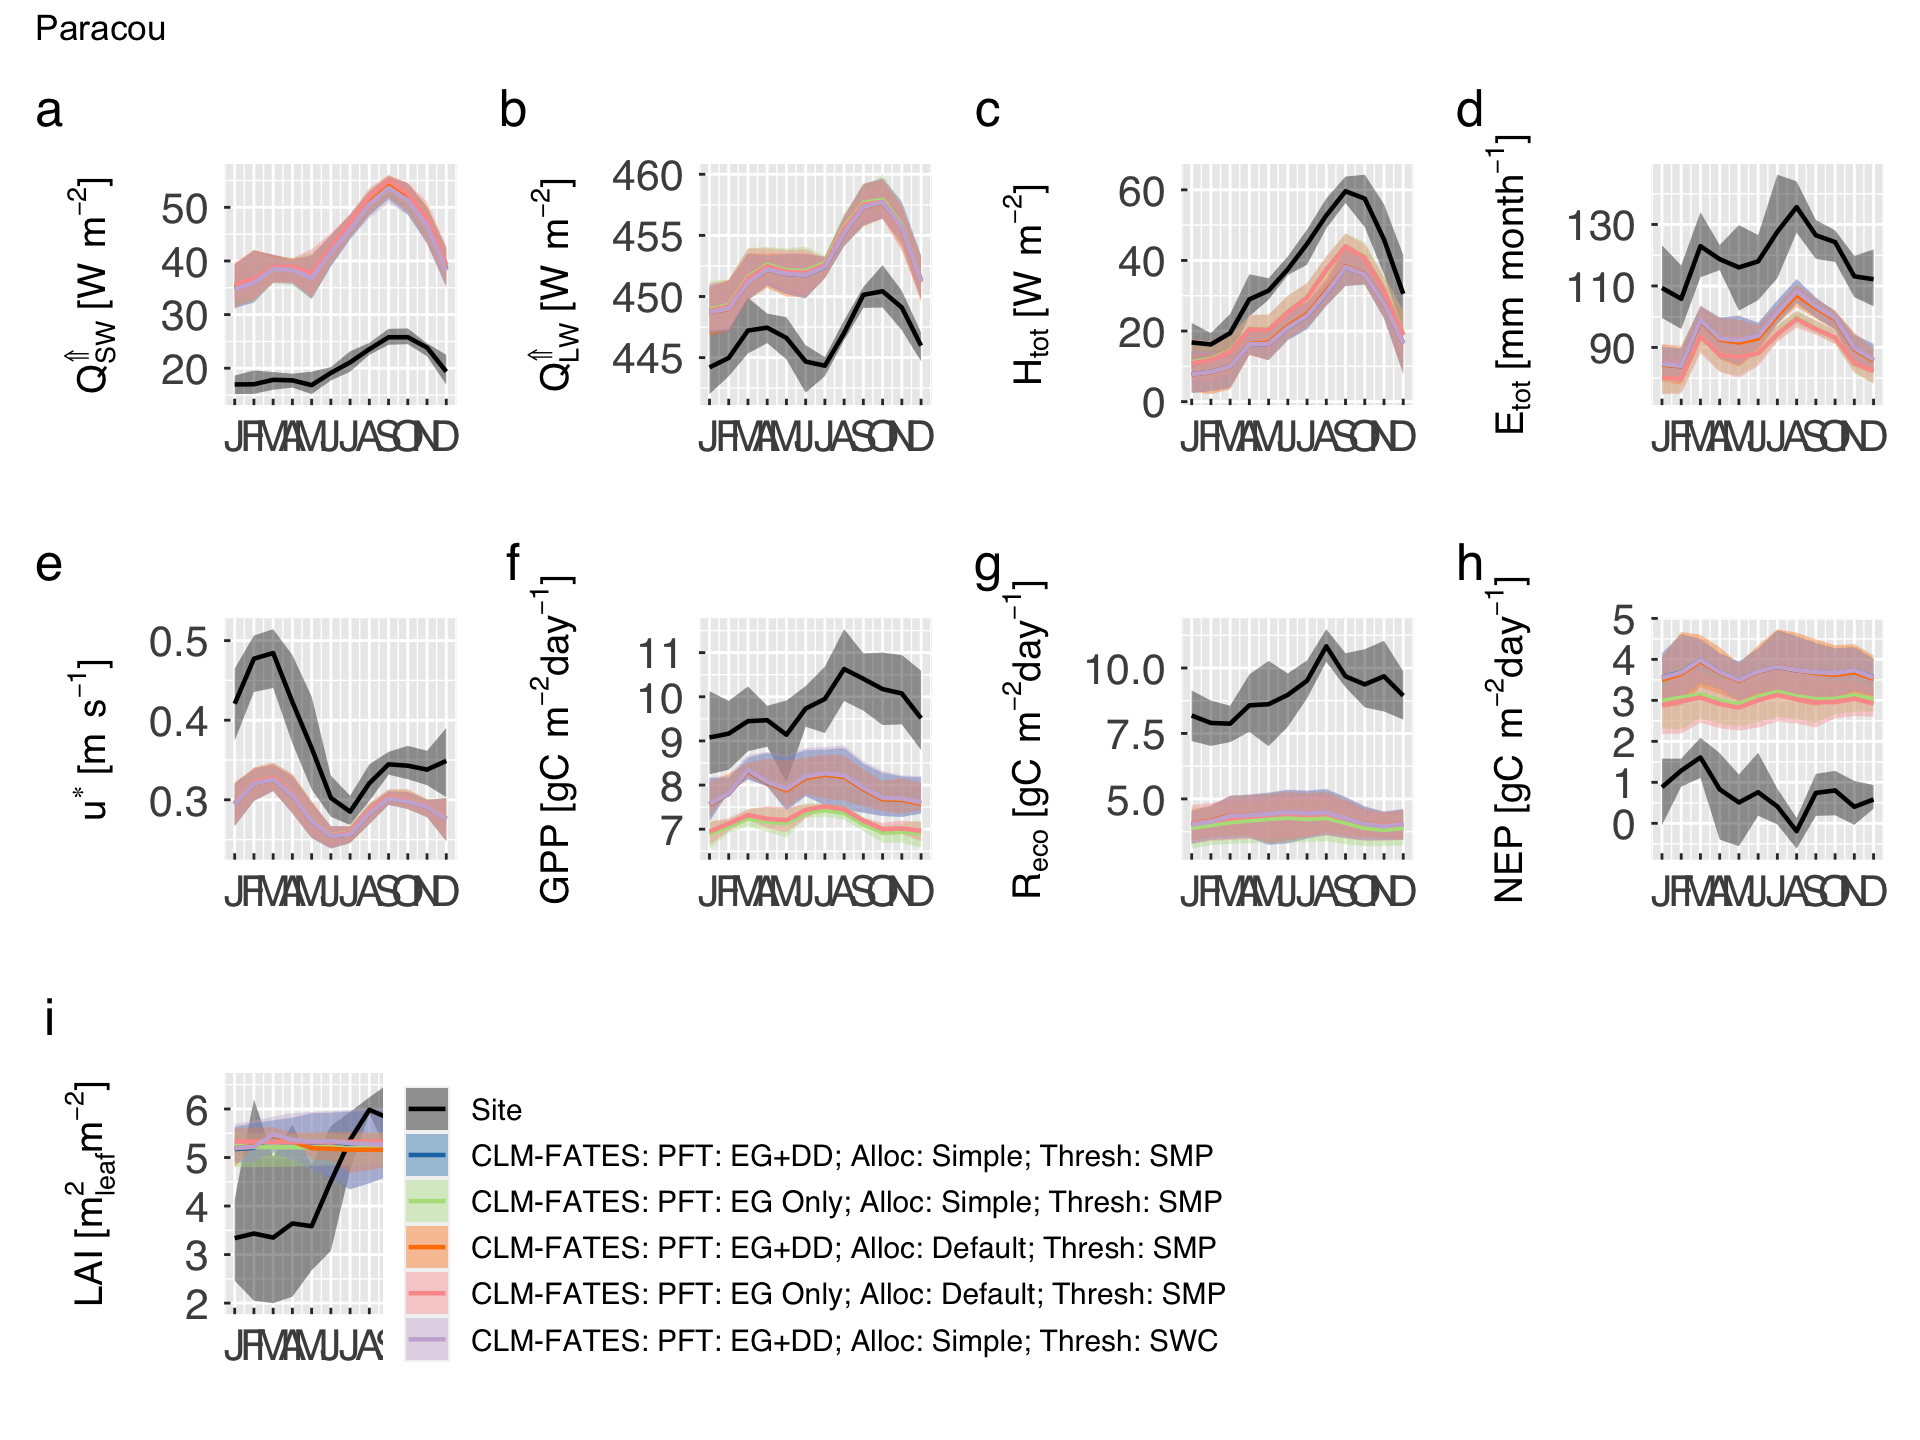 Paracou
a
b
c
d
Q⇑SW [W m−2]
50
40
30
20
JFMAMJJASOND
Q⇑LW [W m−2]
460
455
450
445
JFMAMJJASOND
Htot [W m−2]
60
40
20
0
JFMAMJJASOND
Etot [mm month−1]
130
110
90
JFMAMJJASOND
e
f
g
h
u* [m s−1]
0.5
0.4
0.3
JFMAMJJASOND
GPP [gC m−2day−1]
11
10
9
8
7
JFMAMJJASOND
Reco [gC m−2day−1]
10.0
7.5
5.0
JFMAMJJASOND
NEP [gC m−2day−1]
5
4
3
2
1
0
JFMAMJJASOND
i
LAI [m2leafm−2]
6
5
4
3
2
JFMAMJJAS
Site
CLM-FATES: PFT: EG+DD; Alloc: Simple; Thresh: SMP
CLM-FATES: PFT: EG Only; Alloc: Simple; Thresh: SMP
CLM-FATES: PFT: EG+DD; Alloc: Default; Thresh: SMP
CLM-FATES: PFT: EG Only; Alloc: Default; Thresh: SMP
CLM-FATES: PFT: EG+DD; Alloc: Simple; Thresh: SWC